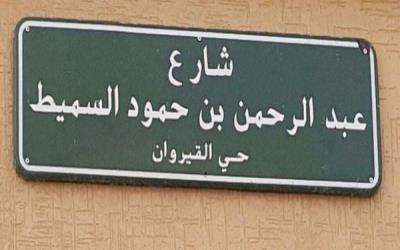 شارع
عبد الرحمن بن حمود السميط
حي القيروان